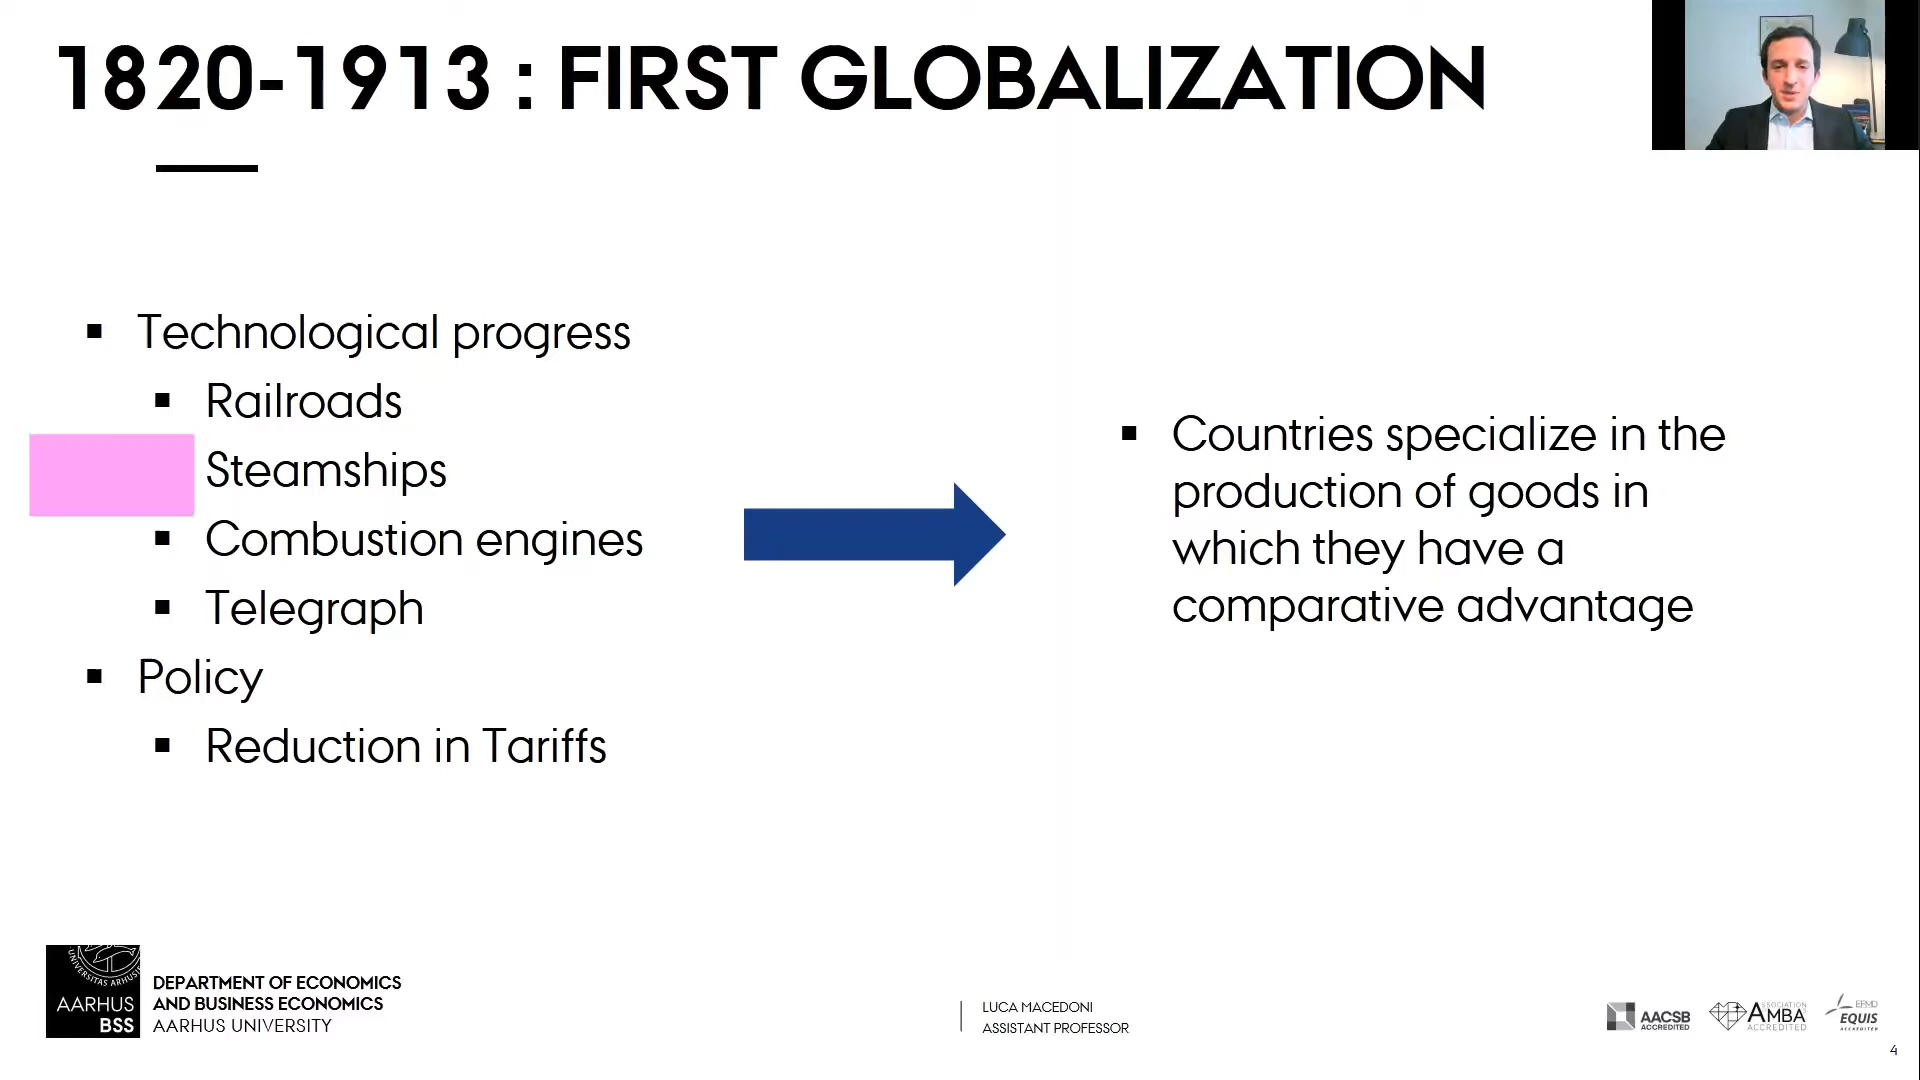 1820-1913 : FIRST GLOBALIZATION
Technological progress
Railroads
Steamships
Combustion engines
Telegraph
Policy
Reduction in Tariffs
Countries specialize in the
production of goods in
which they have a
comparative advantage
UNIVERSITAS ARHUSI
AARHUS
BSS
DEPARTMENT OF ECONOMICS
AND BUSINESS ECONOMICS
AARHUS UNIVERSITY
LUCA MACEDONI
ASSISTANT PROFESSOR
AACSB
ACCREDITED
ASSOCIATION
AMBA
ACCREDITED
EFMD
EQUIS
ACCREDITED
4